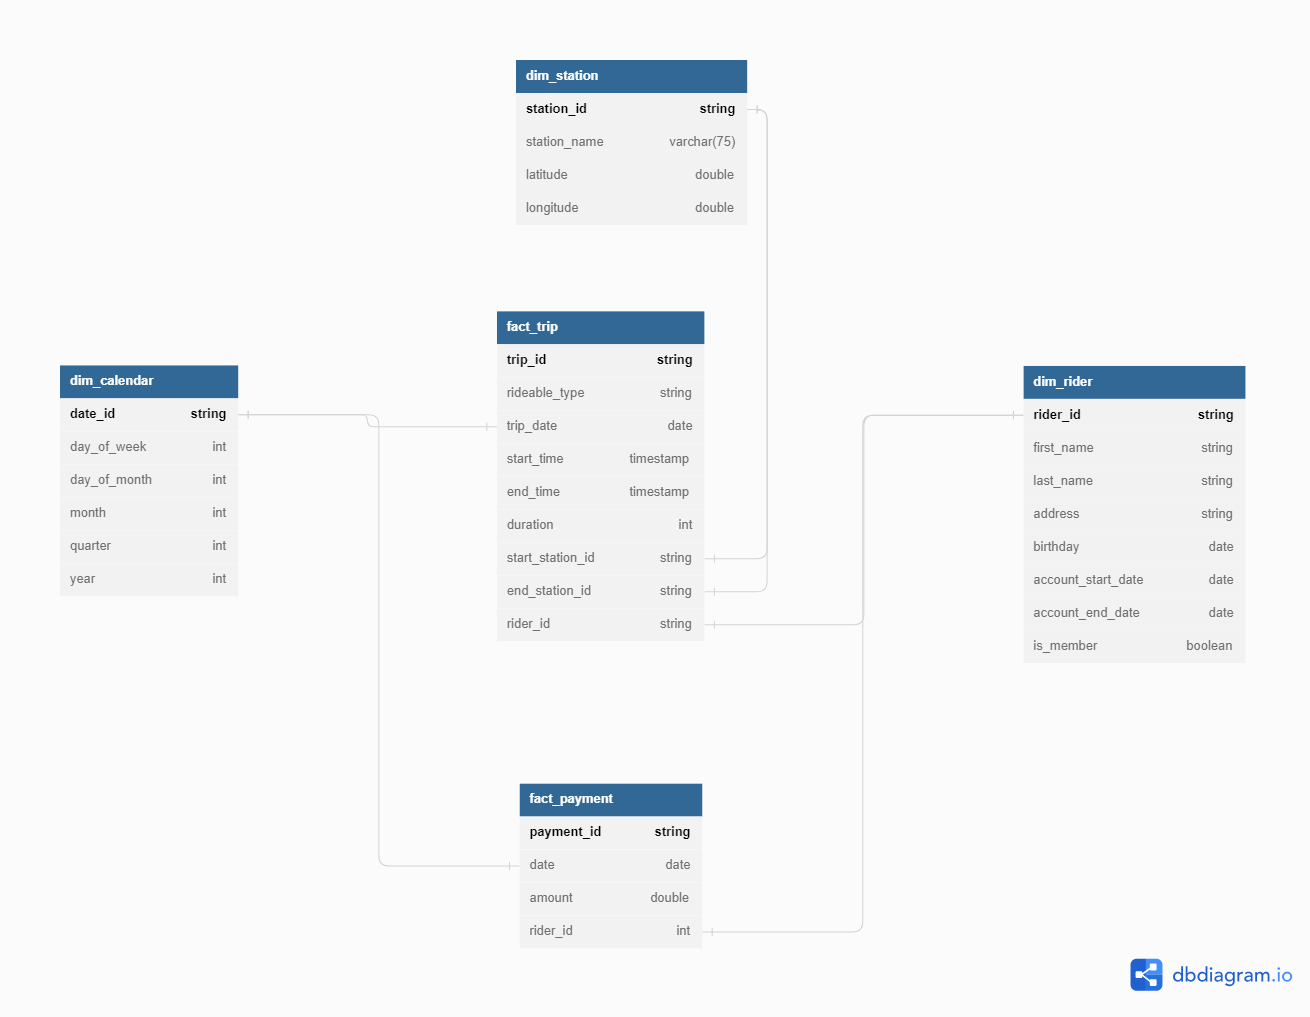 dim_station
station_id string
station_name varchar(75)
latitude double
longitude double
fact_trip
trip_id string
rideable_type string
trip_date date
start_time timestamp
end_time timestamp
duration int
start_station_id string
end_station_id string
rider_id string
dim_calendar
date_id string
day_of_week int
day_of_month int
month int
quarter int
year int
dim_rider
rider_id string
first_name string
last_name string
address string
birthday date
account_start_date date
account_end_date date
is_member boolean
fact_payment
payment_id string
date date
amount double
rider_id int
dbdiagram.io